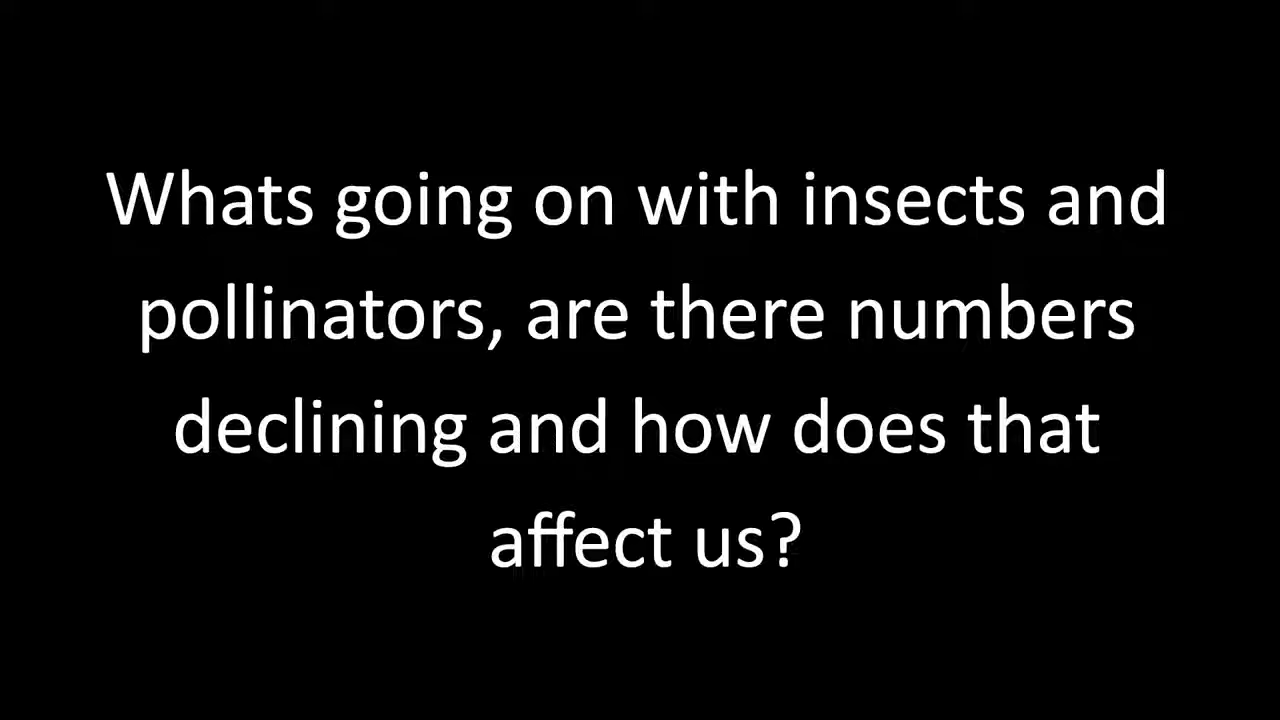 Whats going on with insects and
pollinators, are there numbers
declining and how does that
affect us?